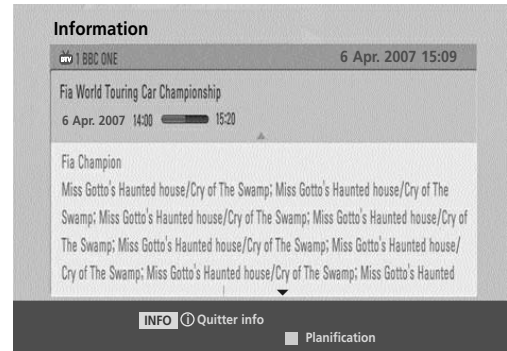 Information
DTV 1 BBC ONE 6 Apr. 2007 15:09
Fia World Touring Car Championship
6 Apr. 2007 14:00 15:20
Fia Champion
Miss Gotto's Haunted house/Cry of The Swamp; Miss Gotto's Haunted house/Cry of The
Swamp; Miss Gotto's Haunted house/Cry of The Swamp; Miss Gotto's Haunted house/Cry of
The Swamp; Miss Gotto's Haunted house/Cry of The Swamp; Miss Gotto's Haunted house/
Cry of The Swamp; Miss Gotto's Haunted house/Cry of The Swamp; Miss Gotto's Haunted
INFO i Quitter info
Planification